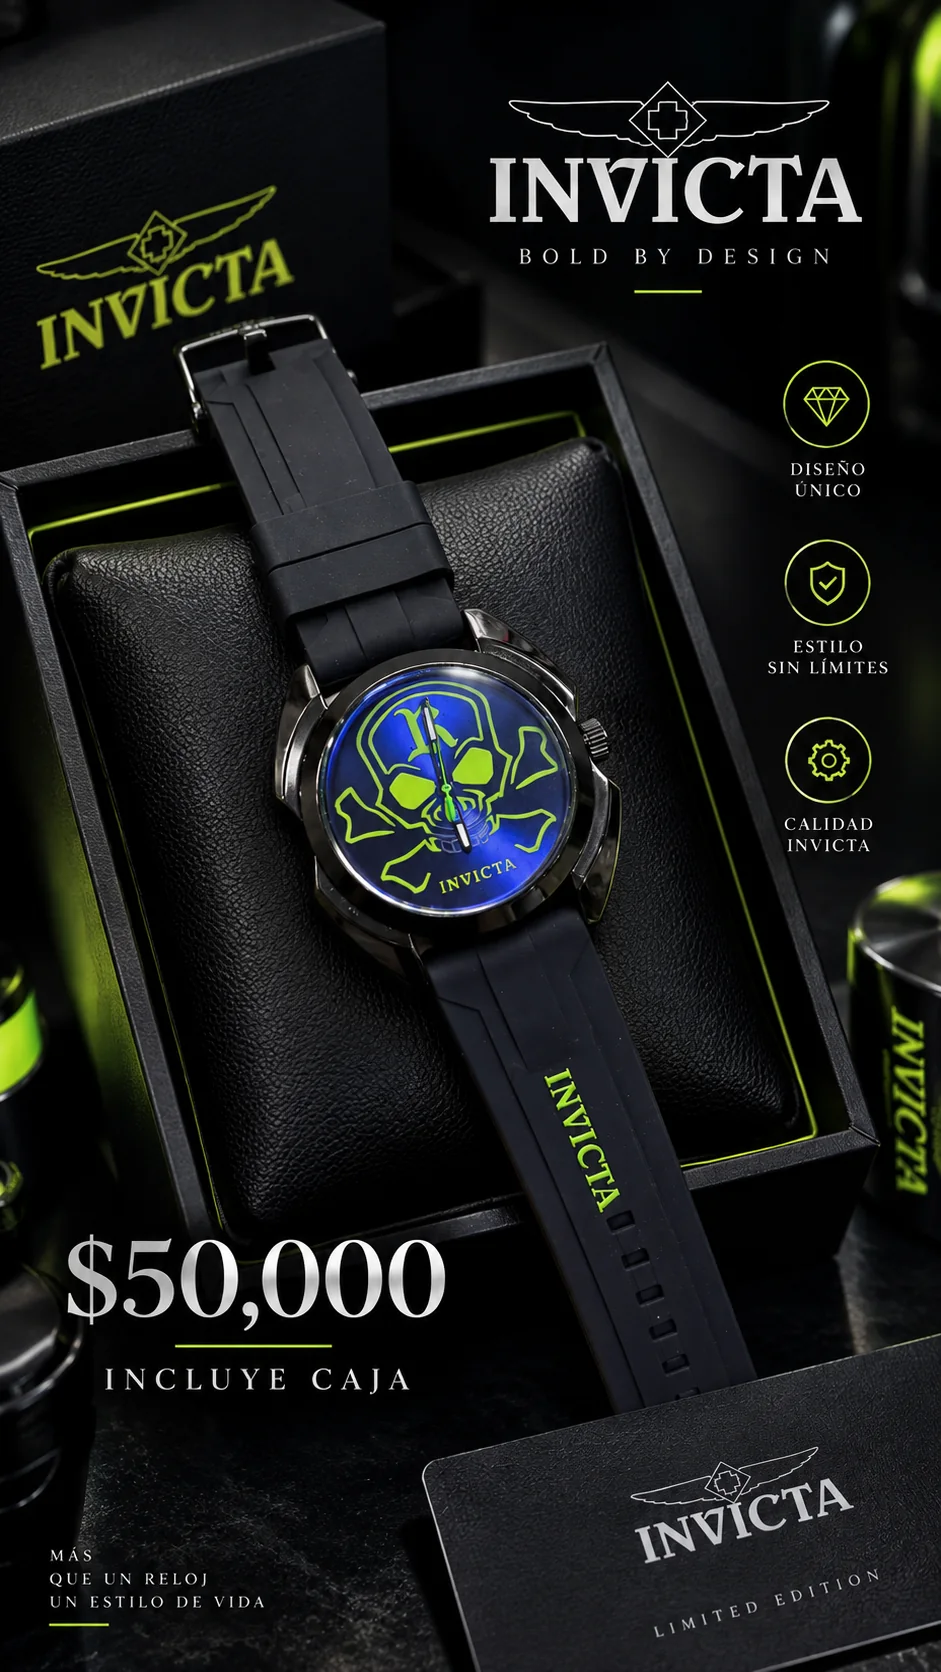 INVICTA
BOLD BY DESIGN
INVICTA
DISEÑO
ÚNICO
ESTILO
SIN LÍMITES
CALIDAD
INVICTA
R
INVICTA
INVICTA
INVICTA
$50,000
INCLUYE CAJA
INVICTA
LIMITED EDITION
MÁS
QUE UN RELOJ
UN ESTILO DE VIDA